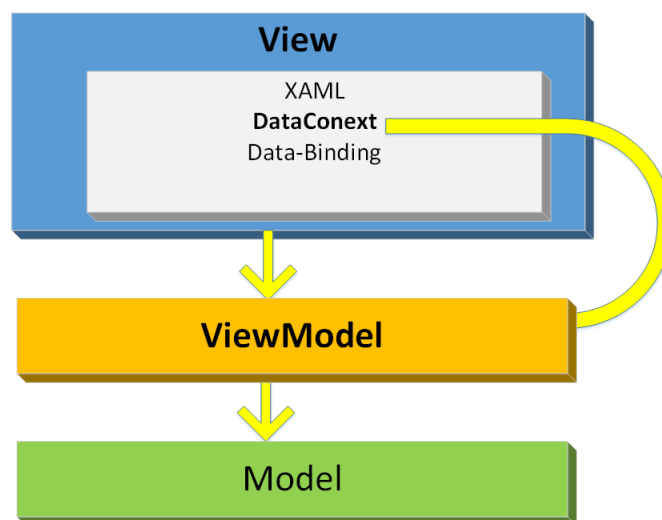 View
XAML
DataConext
Data-Binding
ViewModel
Model